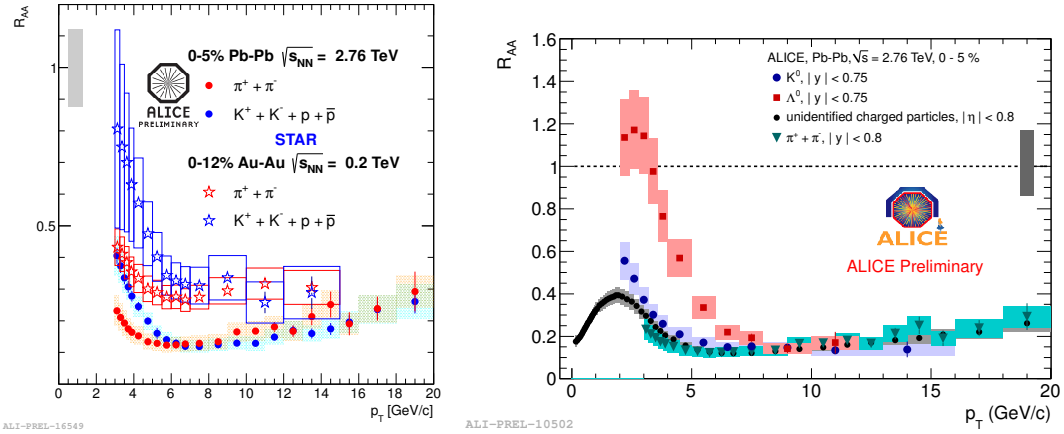 R_AA
0-5% Pb-Pb √s_NN = 2.76 TeV
π⁺ + π⁻
K⁺ + K⁻ + p + p̅
ALICE
PRELIMINARY
STAR
0-12% Au-Au √s_NN = 0.2 TeV
π⁺ + π⁻
K⁺ + K⁻ + p + p̅
1
0.5
0 2 4 6 8 10 12 14 16 18 20
p_T [GeV/c]
ALI-PREL-16549
R_AA
1.6
1.4
1.2
1
0.8
0.6
0.4
0.2
0
ALICE, Pb-Pb, √s = 2.76 TeV, 0 - 5 %
K⁰, | y | < 0.75
Λ⁰, | y | < 0.75
unidentified charged particles, | η | < 0.8
π⁺ + π⁻, | y | < 0.8
ALICE
ALICE Preliminary
0 5 10 15 20
p_T (GeV/c)
ALI-PREL-10502